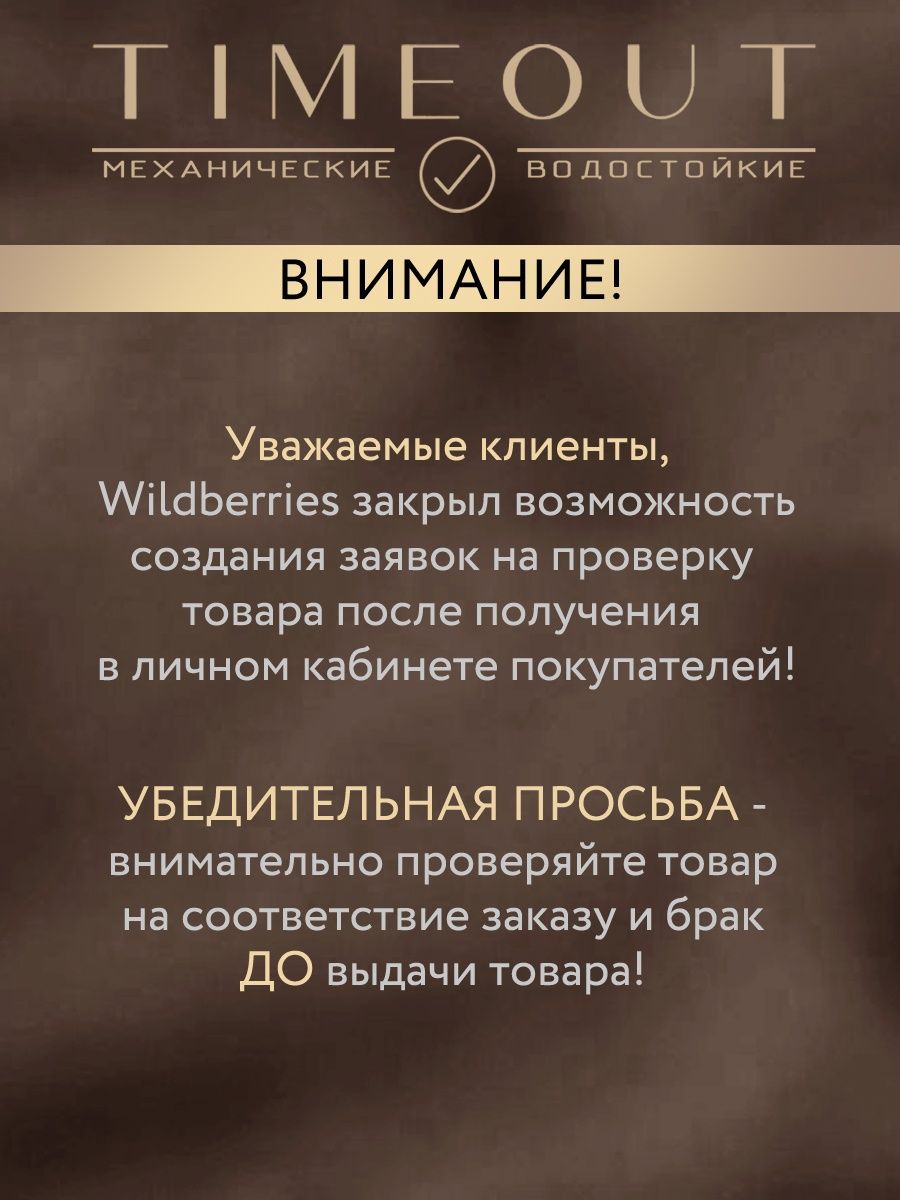 TIMEOUT
МЕХАНИЧЕСКИЕ ВОДОСТОЙКИЕ
ВНИМАНИЕ!
Уважаемые клиенты,
Wildberries закрыл возможность
создания заявок на проверку
товара после получения
в личном кабинете покупателей!
УБЕДИТЕЛЬНАЯ ПРОСЬБА -
внимательно проверяйте товар
на соответствие заказу и брак
ДО выдачи товара!